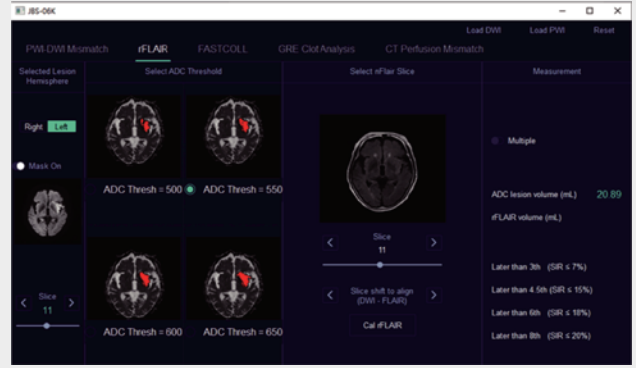 JBS-06K
Load DWI Load PWI Reset
PWI-DWI Mismatch rFLAIR FASTCOLL GRE Clot Analysis CT Perfusion Mismatch
Selected Lesion
Hemisphere
Right Left
Mask On
Slice
11
Select ADC Threshold
ADC Thresh = 500 ADC Thresh = 550
ADC Thresh = 600 ADC Thresh = 650
Select nFlair Slice
Slice
11
Slice shift to align
(DWI - FLAIR)
Cal rFLAIR
Measurement
Multiple
ADC lesion volume (mL) 20.89
rFLAIR volume (mL)
Later than 3th (SIR ≤ 7%)
Later than 4.5th (SIR ≤ 15%)
Later than 6th (SIR ≤ 18%)
Later than 8th (SIR ≤ 20%)